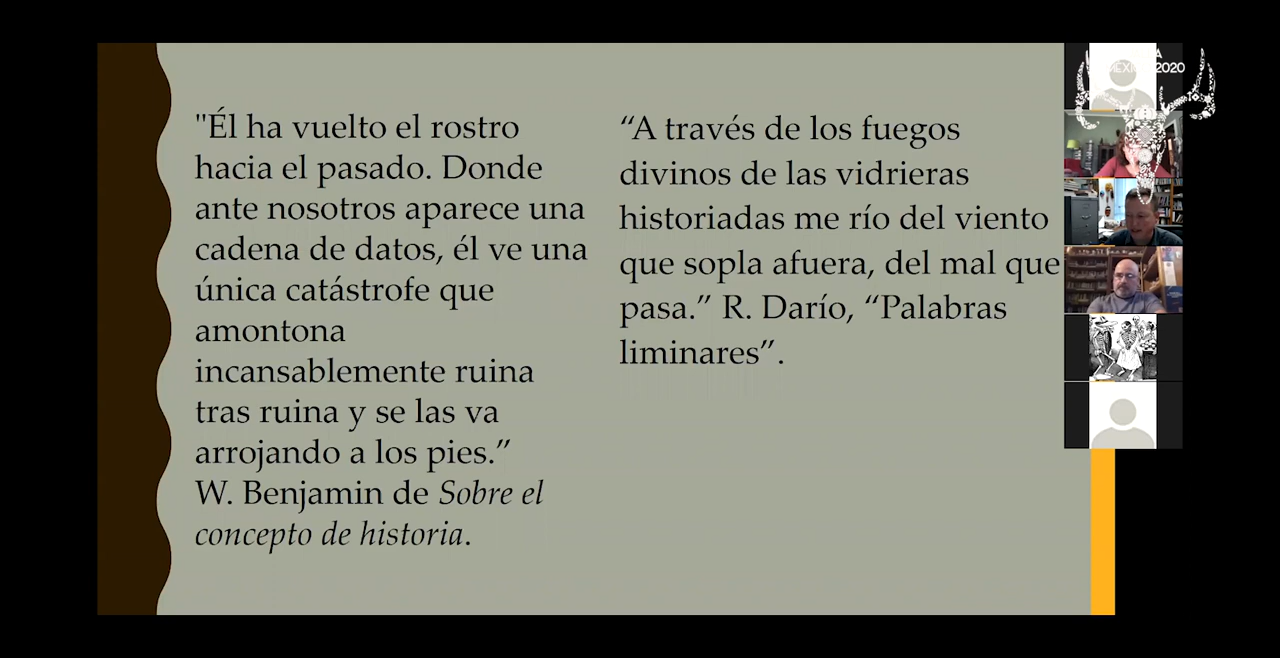 "Él ha vuelto el rostro
hacia el pasado. Donde
ante nosotros aparece una
cadena de datos, él ve una
única catástrofe que
amontona
incansablemente ruina
tras ruina y se las va
arrojando a los pies.”
W. Benjamin de Sobre el
concepto de historia.
“A través de los fuegos
divinos de las vidrieras
historiadas me río del viento
que sopla afuera, del mal que
pasa.” R. Darío, “Palabras
liminares”.
2020